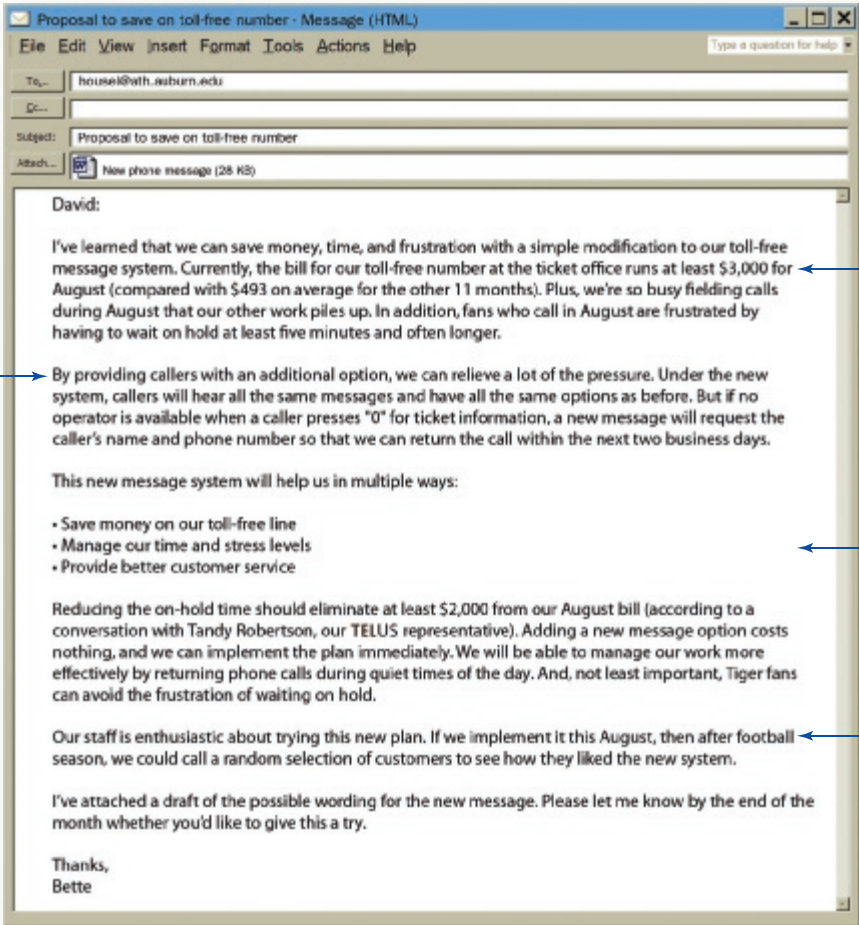 Proposal to save on toll-free number - Message (HTML)
File Edit View Insert Format Tools Actions Help
Type a question for help
To,...
housel@ath.auburn.edu
Cc...
Subject:
Proposal to save on toll-free number
Attach...
New phone message (28 KB)
David:
I've learned that we can save money, time, and frustration with a simple modification to our toll-free
message system. Currently, the bill for our toll-free number at the ticket office runs at least $3,000 for
August (compared with $493 on average for the other 11 months). Plus, we're so busy fielding calls
during August that our other work piles up. In addition, fans who call in August are frustrated by
having to wait on hold at least five minutes and often longer.
By providing callers with an additional option, we can relieve a lot of the pressure. Under the new
system, callers will hear all the same messages and have all the same options as before. But if no
operator is available when a caller presses "0" for ticket information, a new message will request the
caller's name and phone number so that we can return the call within the next two business days.
This new message system will help us in multiple ways:
• Save money on our toll-free line
• Manage our time and stress levels
• Provide better customer service
Reducing the on-hold time should eliminate at least $2,000 from our August bill (according to a
conversation with Tandy Robertson, our TELUS representative). Adding a new message option costs
nothing, and we can implement the plan immediately. We will be able to manage our work more
effectively by returning phone calls during quiet times of the day. And, not least important, Tiger fans
can avoid the frustration of waiting on hold.
Our staff is enthusiastic about trying this new plan. If we implement it this August, then after football
season, we could call a random selection of customers to see how they liked the new system.
I've attached a draft of the possible wording for the new message. Please let me know by the end of the
month whether you'd like to give this a try.
Thanks,
Bette